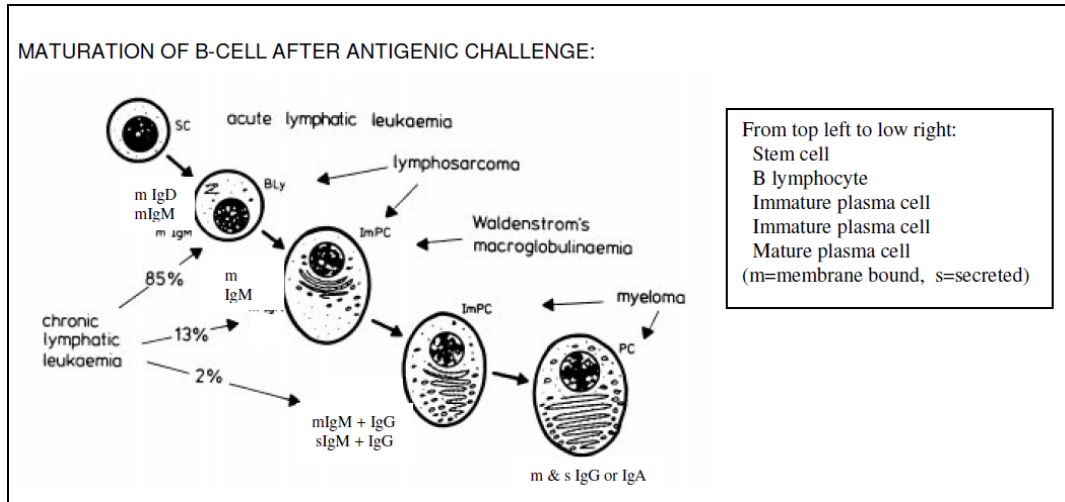 MATURATION OF B-CELL AFTER ANTIGENIC CHALLENGE:
SC
acute lymphatic leukaemia
lymphosarcoma
BLy
m IgD
mIgM
m IgM
ImPC
Waldenstrom's
macroglobulinaemia
85%
m
IgM
myeloma
ImPC
chronic
lymphatic
leukaemia
13%
PC
2%
mIgM + IgG
sIgM + IgG
m & s IgG or IgA
From top left to low right:
Stem cell
B lymphocyte
Immature plasma cell
Immature plasma cell
Mature plasma cell
(m=membrane bound, s=secreted)